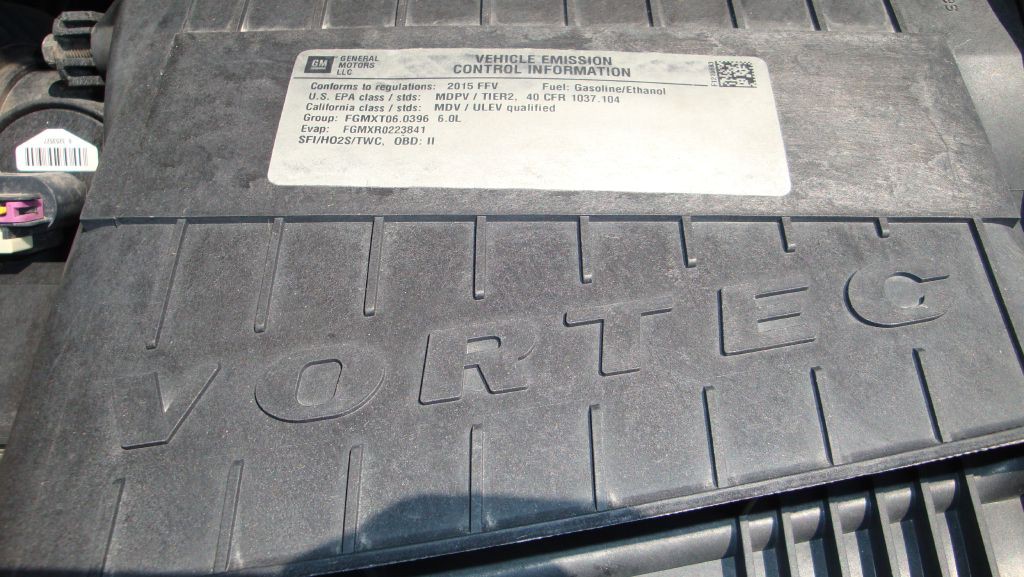 GM GENERAL
MOTORS
LLC
VEHICLE EMISSION
CONTROL INFORMATION
Conforms to regulations: 2015 FFV Fuel: Gasoline/Ethanol
U.S. EPA class / stds: MDPV / TIER2, 40 CFR 1037.104
California class / stds: MDV / ULEV qualified
Group: FGMXT06.0396 6.0L
Evap: FGMXR0223841
SFI/HO2S/TWC, OBD: II
VORTEC